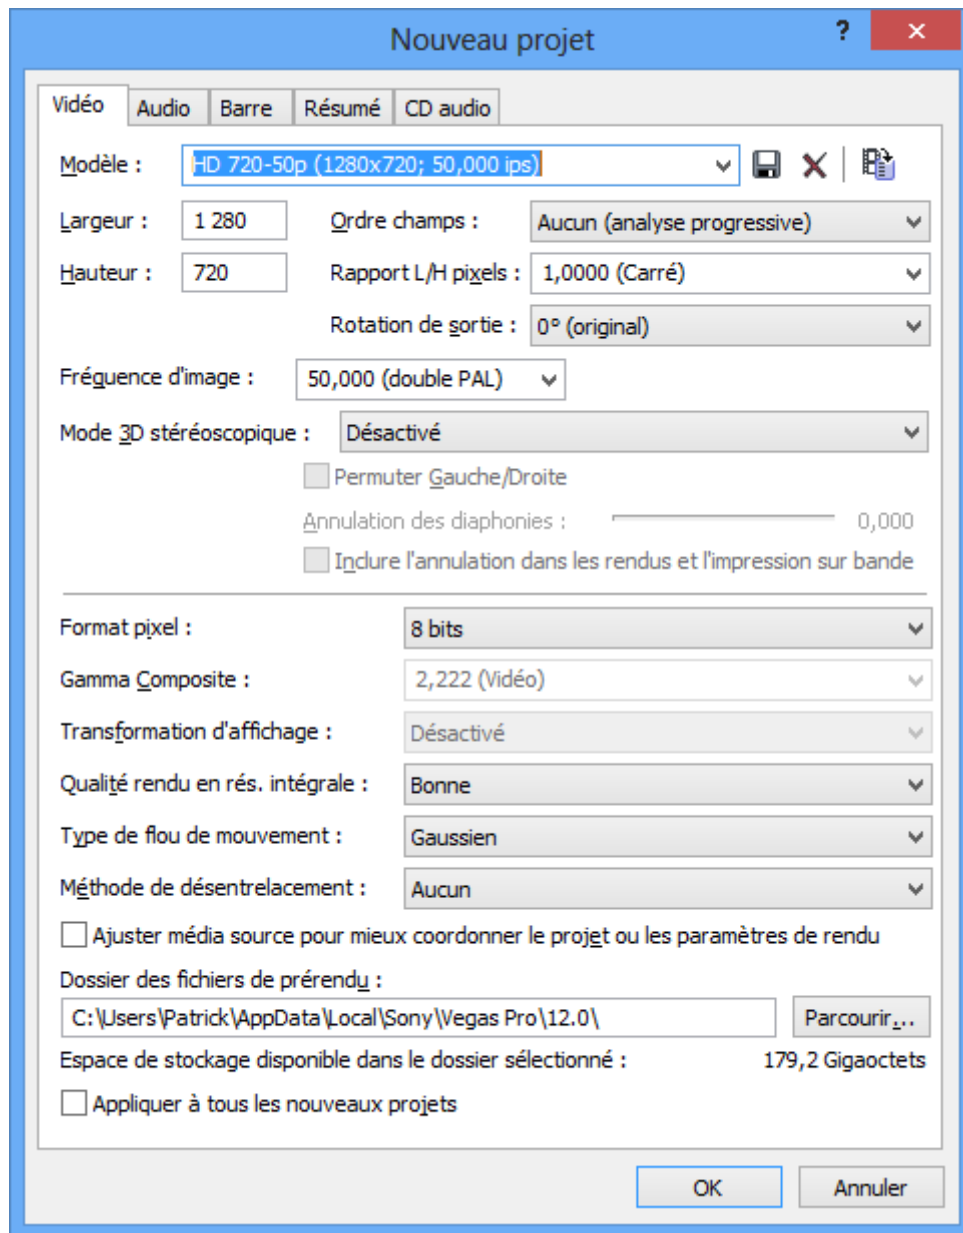 Nouveau projet ?
Vidéo Audio Barre Résumé CD audio
Modèle : HD 720-50p (1280x720; 50,000 ips)
Largeur : 1 280 Ordre champs : Aucun (analyse progressive)
Hauteur : 720 Rapport L/H pixels : 1,0000 (Carré)
Rotation de sortie : 0° (original)
Fréquence d'image : 50,000 (double PAL)
Mode 3D stéréoscopique : Désactivé
Permuter Gauche/Droite
Annulation des diaphonies : 0,000
Inclure l'annulation dans les rendus et l'impression sur bande
Format pixel : 8 bits
Gamma Composite : 2,222 (Vidéo)
Transformation d'affichage : Désactivé
Qualité rendu en rés. intégrale : Bonne
Type de flou de mouvement : Gaussien
Méthode de désentrelacement : Aucun
Ajuster média source pour mieux coordonner le projet ou les paramètres de rendu
Dossier des fichiers de prérendu :
C:\Users\Patrick\AppData\Local\Sony\Vegas Pro\12.0\ Parcourir...
Espace de stockage disponible dans le dossier sélectionné : 179,2 Gigaoctets
Appliquer à tous les nouveaux projets
OK Annuler